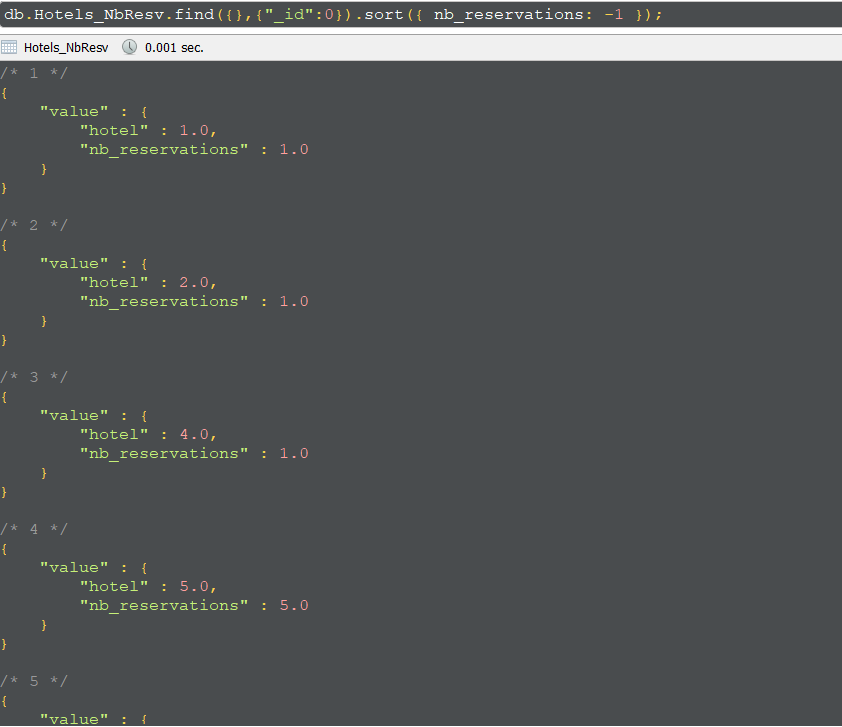 db.Hotels_NbResv.find({},{"_id":0}).sort({ nb_reservations: -1 });
Hotels_NbResv 0.001 sec.
/* 1 */
{
    "value" : {
        "hotel" : 1.0,
        "nb_reservations" : 1.0
    }
}
/* 2 */
{
    "value" : {
        "hotel" : 2.0,
        "nb_reservations" : 1.0
    }
}
/* 3 */
{
    "value" : {
        "hotel" : 4.0,
        "nb_reservations" : 1.0
    }
}
/* 4 */
{
    "value" : {
        "hotel" : 5.0,
        "nb_reservations" : 5.0
    }
}
/* 5 */
{
    "value" : {